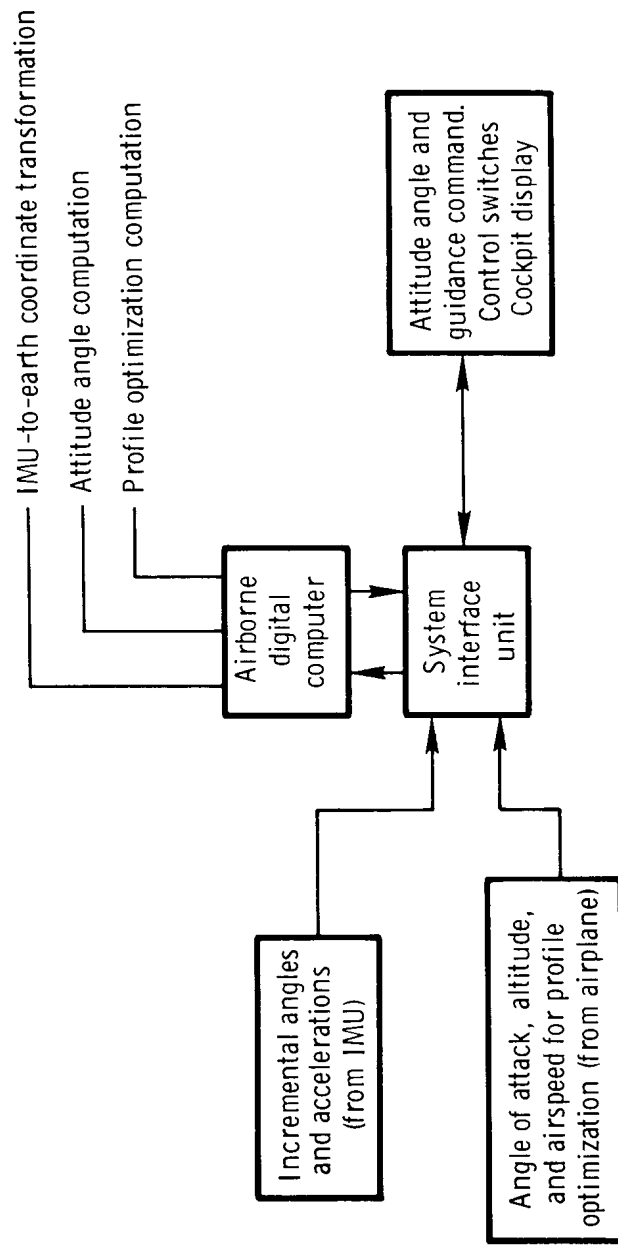 IMU-to-earth coordinate transformation
Attitude angle computation
Profile optimization computation
Incremental angles
and accelerations
(from IMU)
Airborne
digital
computer
Angle of attack, altitude,
and airspeed for profile
optimization (from airplane)
System
interface
unit
Attitude angle and
guidance command.
Control switches
Cockpit display